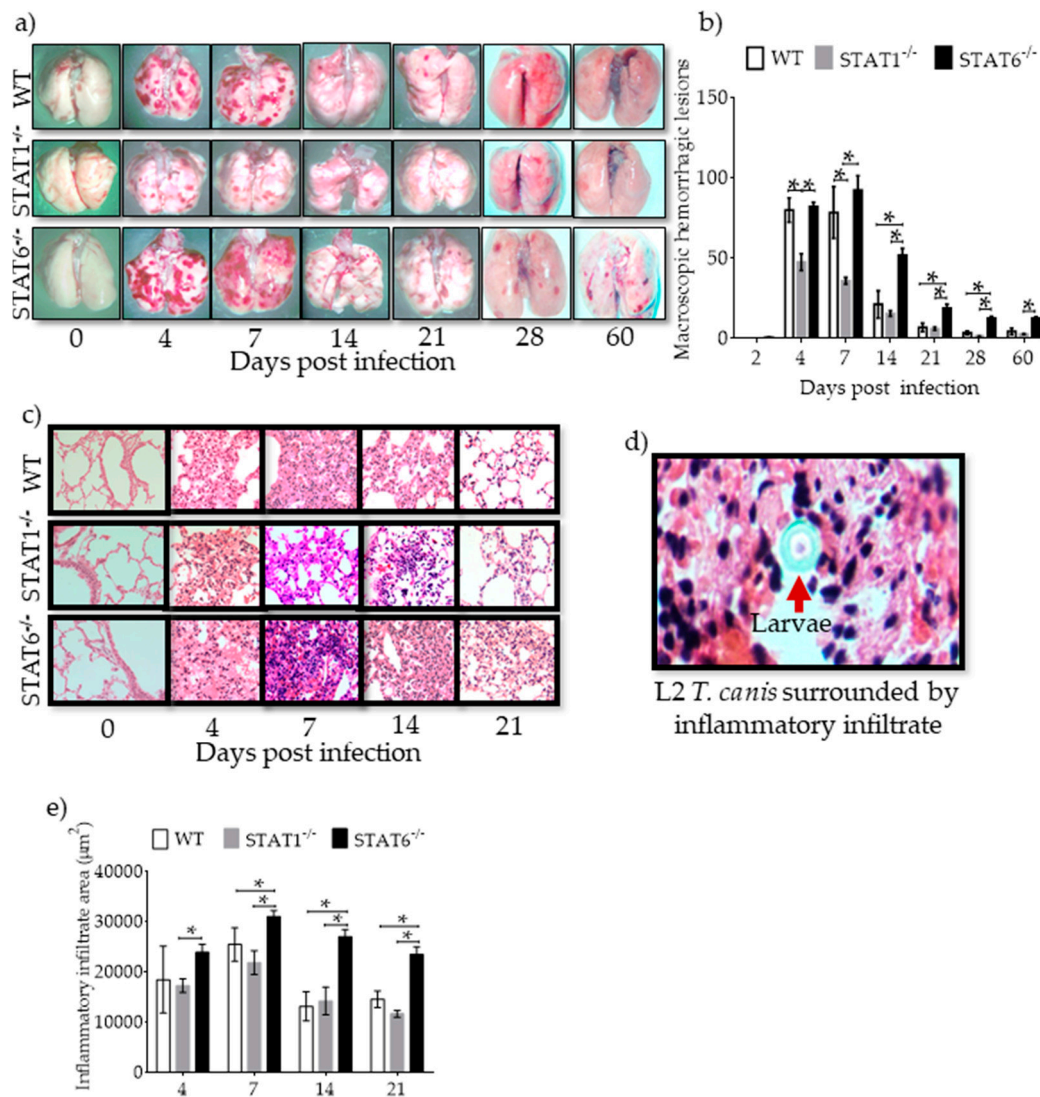 a)
WT
STAT1-/-
STAT6-/-
0 4 7 14 21 28 60
Days post infection
b)
WT STAT1-/- STAT6-/-
Macroscopic hemorrhagic lesions
150
100
50
0
* * * * * * * * * * *
2 4 7 14 21 28 60
Days post infection
c)
WT
STAT1-/-
STAT6-/-
0 4 7 14 21
Days post infection
d)
Larvae
L2 T. canis surrounded by
inflammatory infiltrate
e)
WT STAT1-/- STAT6-/-
Inflammatory infiltrate area (µm²)
40000
30000
20000
10000
0
* * * * * * *
4 7 14 21